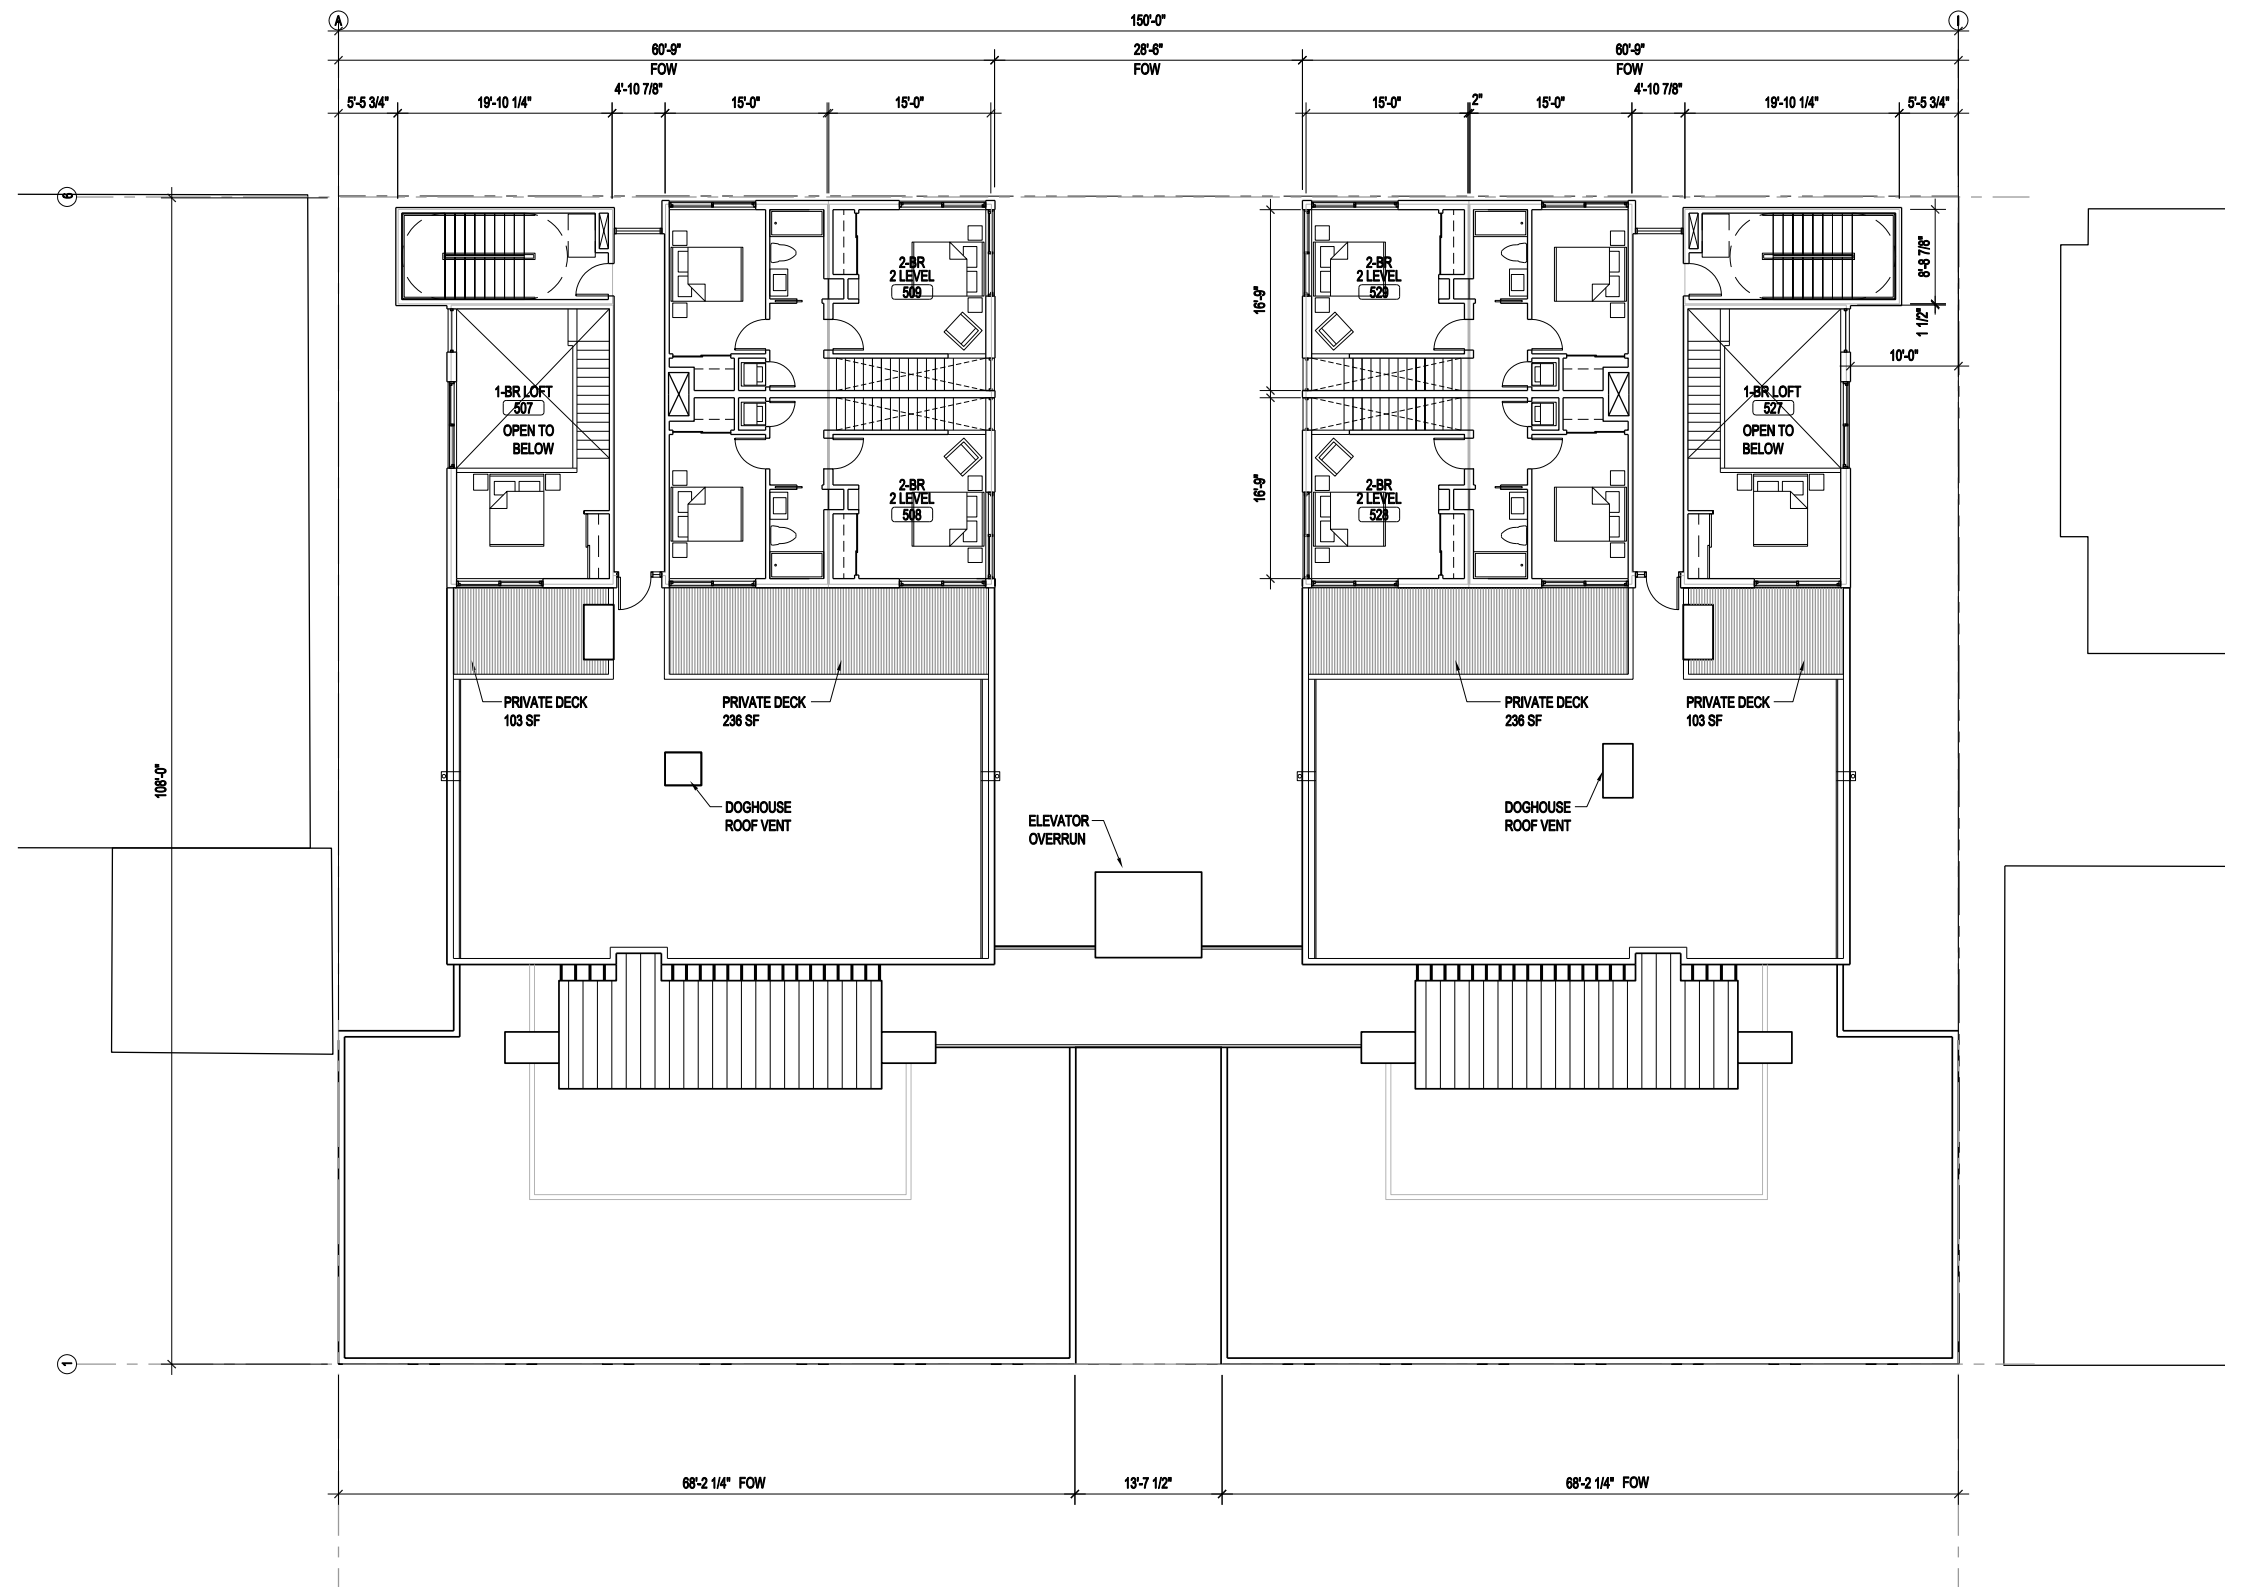 A
150'-0"
I
60'-9"
28'-6"
60'-9"
FOW
FOW
FOW
4'-10 7/8"
4'-10 7/8"
5'-5 3/4"
19'-10 1/4"
15'-0"
15'-0"
15'-0"
2"
15'-0"
19'-10 1/4"
5'-5 3/4"
6
2-BR
2 LEVEL
509
2-BR
2 LEVEL
529
8'-8 7/8"
16'-9"
1 1/2"
10'-0"
1-BR LOFT
507
OPEN TO
BELOW
1-BR LOFT
527
OPEN TO
BELOW
2-BR
2 LEVEL
508
16'-9"
2-BR
2 LEVEL
528
PRIVATE DECK
103 SF
PRIVATE DECK
236 SF
PRIVATE DECK
236 SF
PRIVATE DECK
103 SF
108'-0"
DOGHOUSE
ROOF VENT
ELEVATOR
OVERRUN
DOGHOUSE
ROOF VENT
1
68'-2 1/4" FOW
13'-7 1/2"
68'-2 1/4" FOW